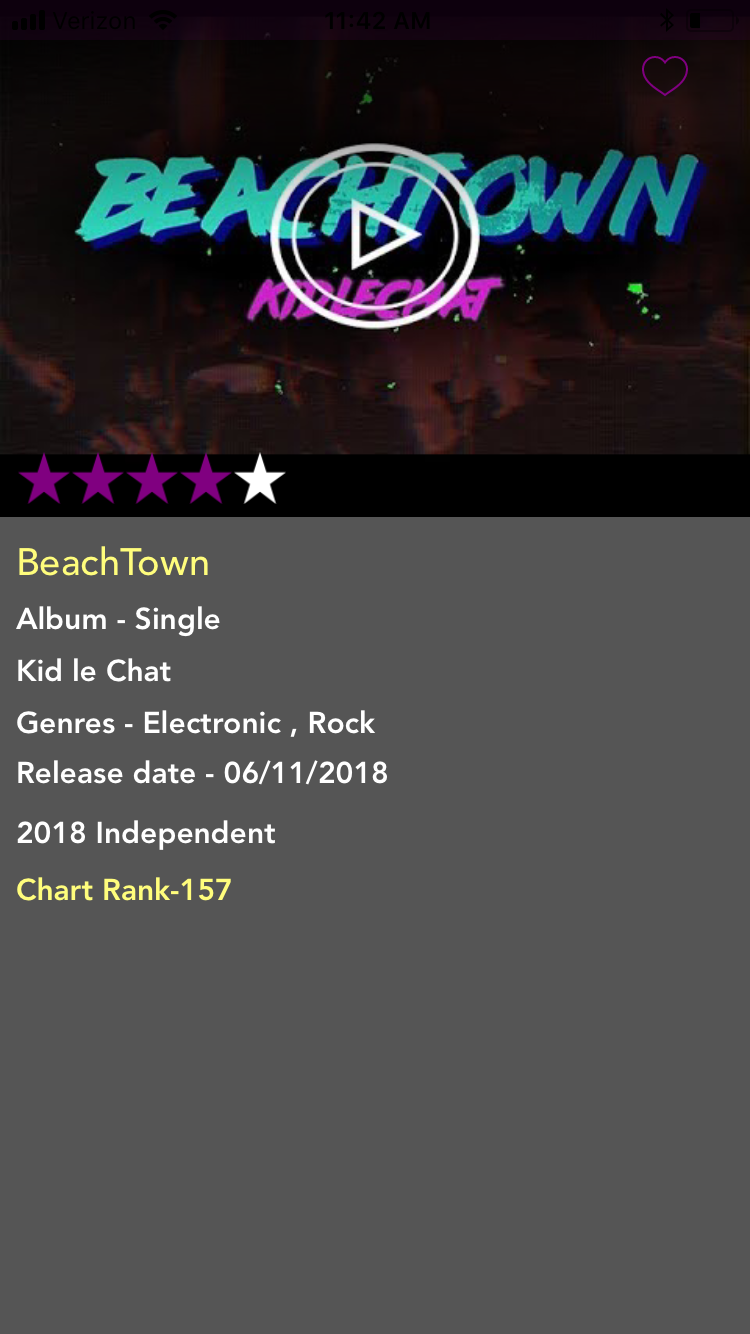 Verizon 11:42 AM
BEACHTOWN
KIDLECHAT
BeachTown
Album - Single
Kid le Chat
Genres - Electronic , Rock
Release date - 06/11/2018
2018 Independent
Chart Rank-157